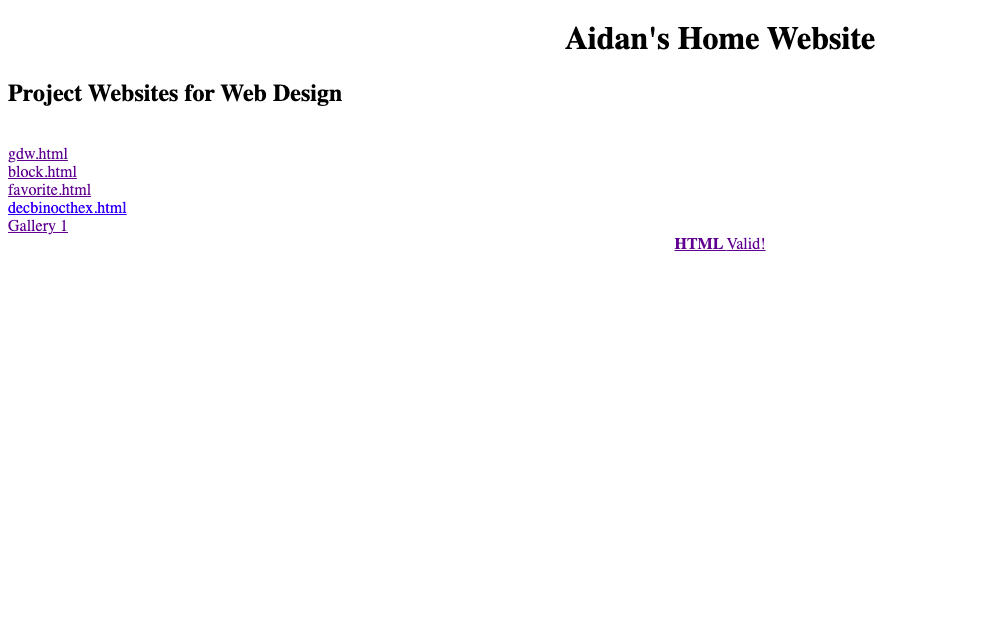 Aidan's Home Website
Project Websites for Web Design
gdw.html
block.html
favorite.html
decbinocthex.html
Gallery 1
HTML Valid!